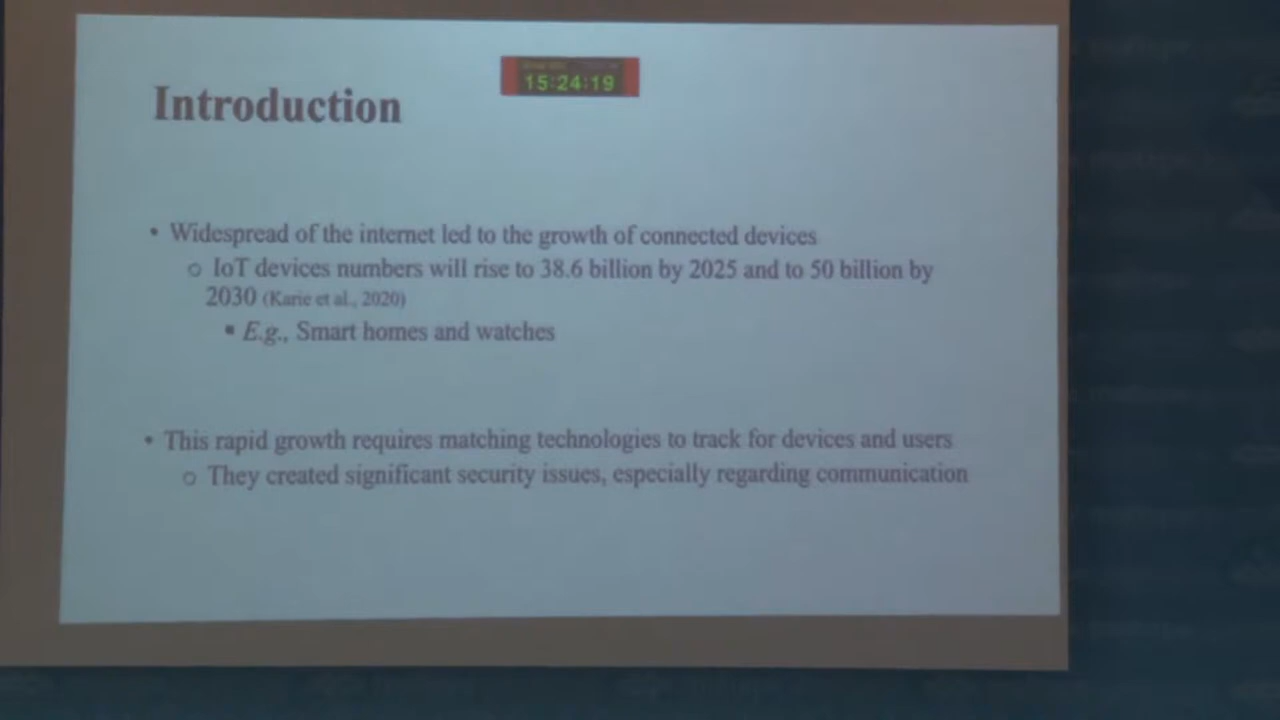 15:24:19
Introduction
• Widespread of the internet led to the growth of connected devices
o IoT devices numbers will rise to 38.6 billion by 2025 and to 50 billion by
2030 (Karie et al., 2020)
▪ E.g., Smart homes and watches
• This rapid growth requires matching technologies to track for devices and users
o They created significant security issues, especially regarding communication